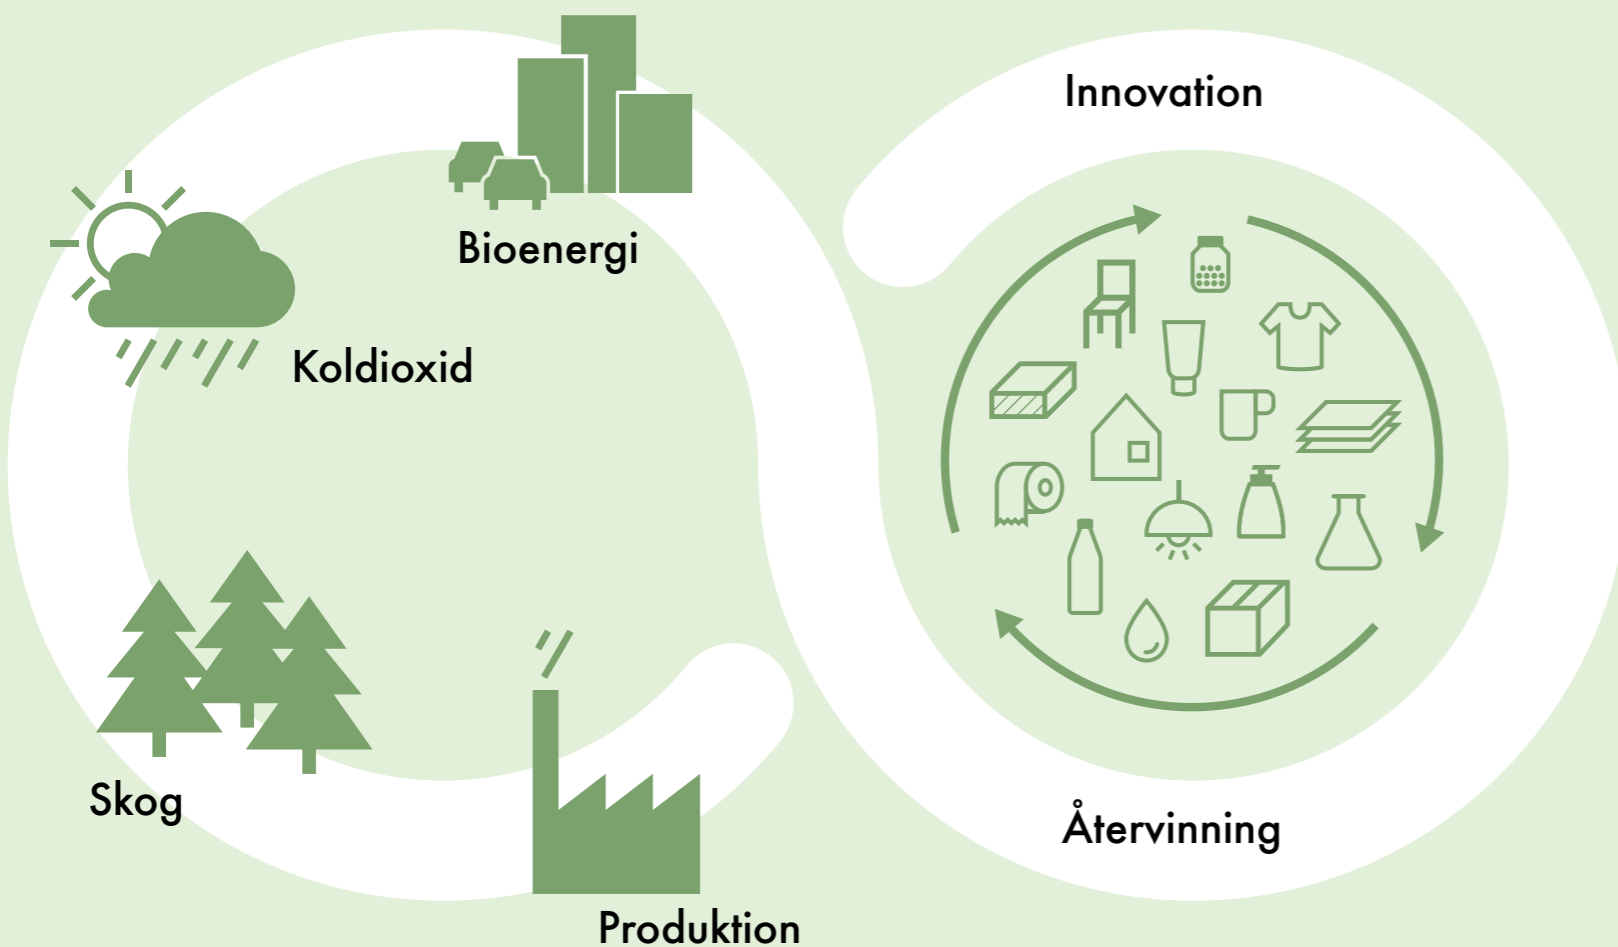 Innovation
Bioenergi
Koldioxid
Skog
Återvinning
Produktion